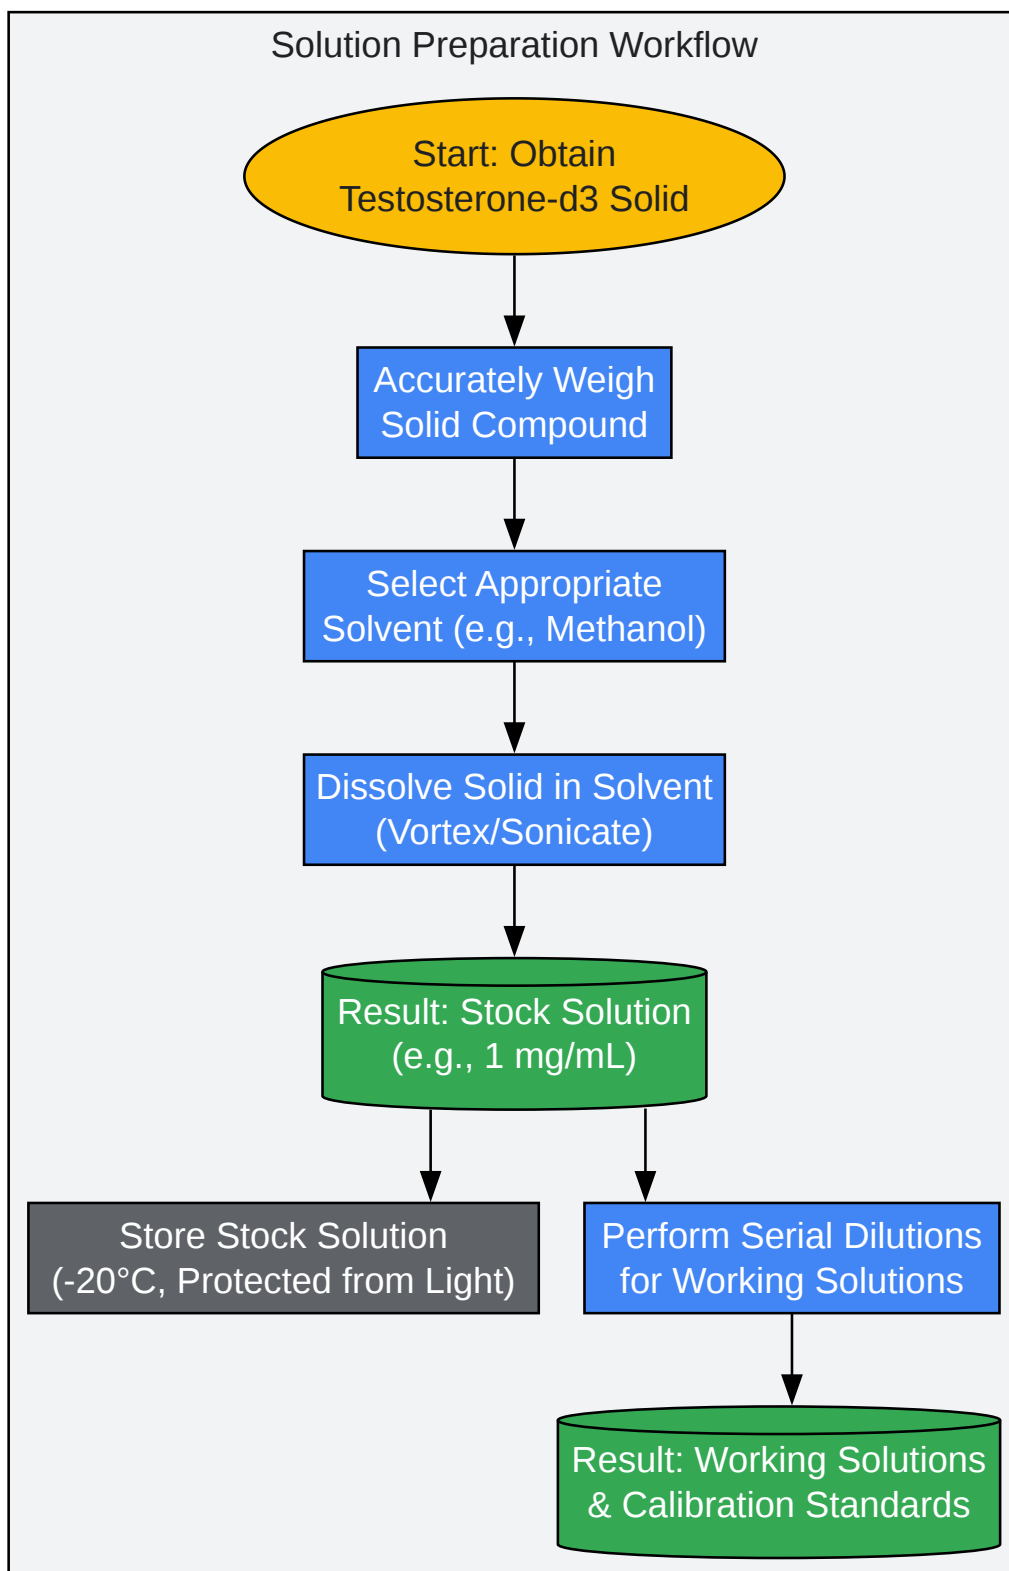 Solution Preparation Workflow
Start: Obtain
Testosterone-d3 Solid
Accurately Weigh
Solid Compound
Select Appropriate
Solvent (e.g., Methanol)
Dissolve Solid in Solvent
(Vortex/Sonicate)
Result: Stock Solution
(e.g., 1 mg/mL)
Store Stock Solution
(-20°C, Protected from Light)
Perform Serial Dilutions
for Working Solutions
Result: Working Solutions
& Calibration Standards